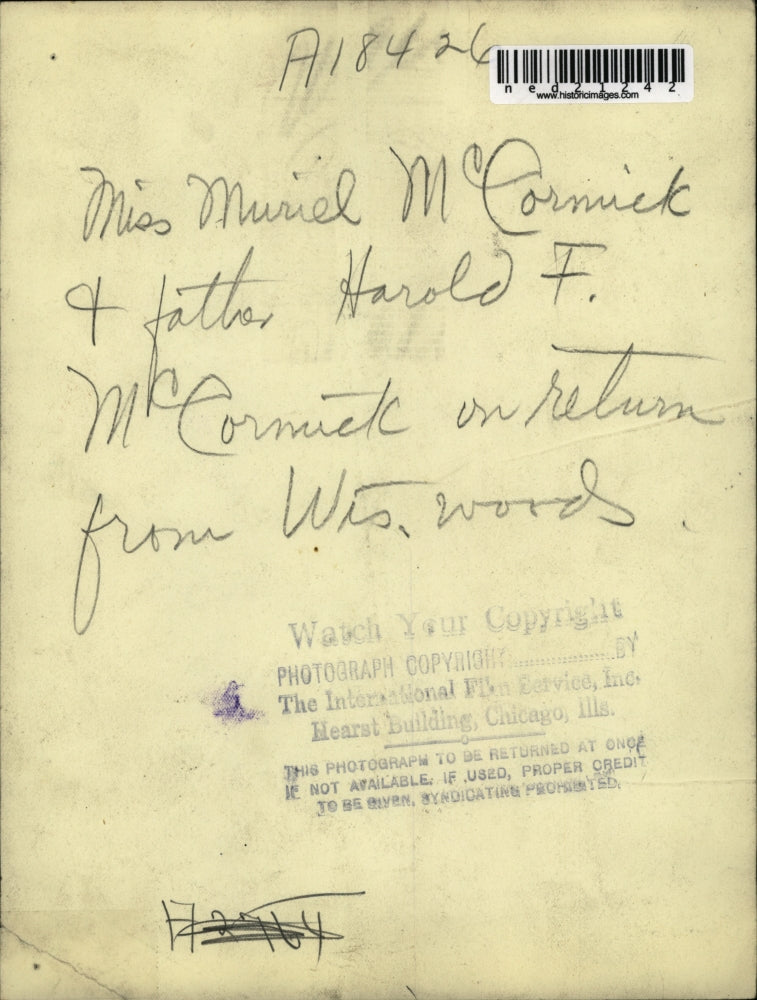 A18426
ned21242
www.historicimages.com
Miss Muriel McCormick
& father Harold F.
McCormick on return
from Wis. woods.
Watch Your Copyright
PHOTOGRAPH COPYRIGHT..................BY
The International Film Service, Inc.
Hearst Building, Chicago, Ills.
THIS PHOTOGRAPH TO BE RETURNED AT ONCE
IF NOT AVAILABLE. IF USED, PROPER CREDIT
TO BE GIVEN, SYNDICATING PROHIBITED.